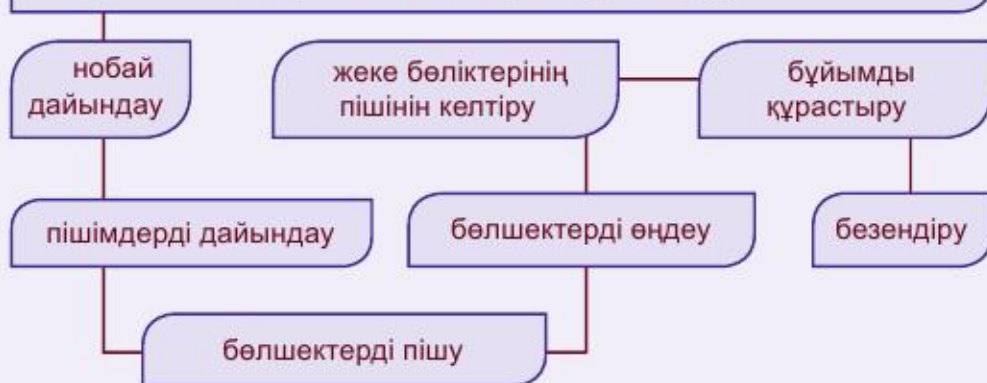 нобай
дайындау
жеке бөліктерінің
пішінін келтіру
бұйымды
құрастыру
пішімдерді дайындау
бөлшектерді өңдеу
безендіру
бөлшектерді пішу